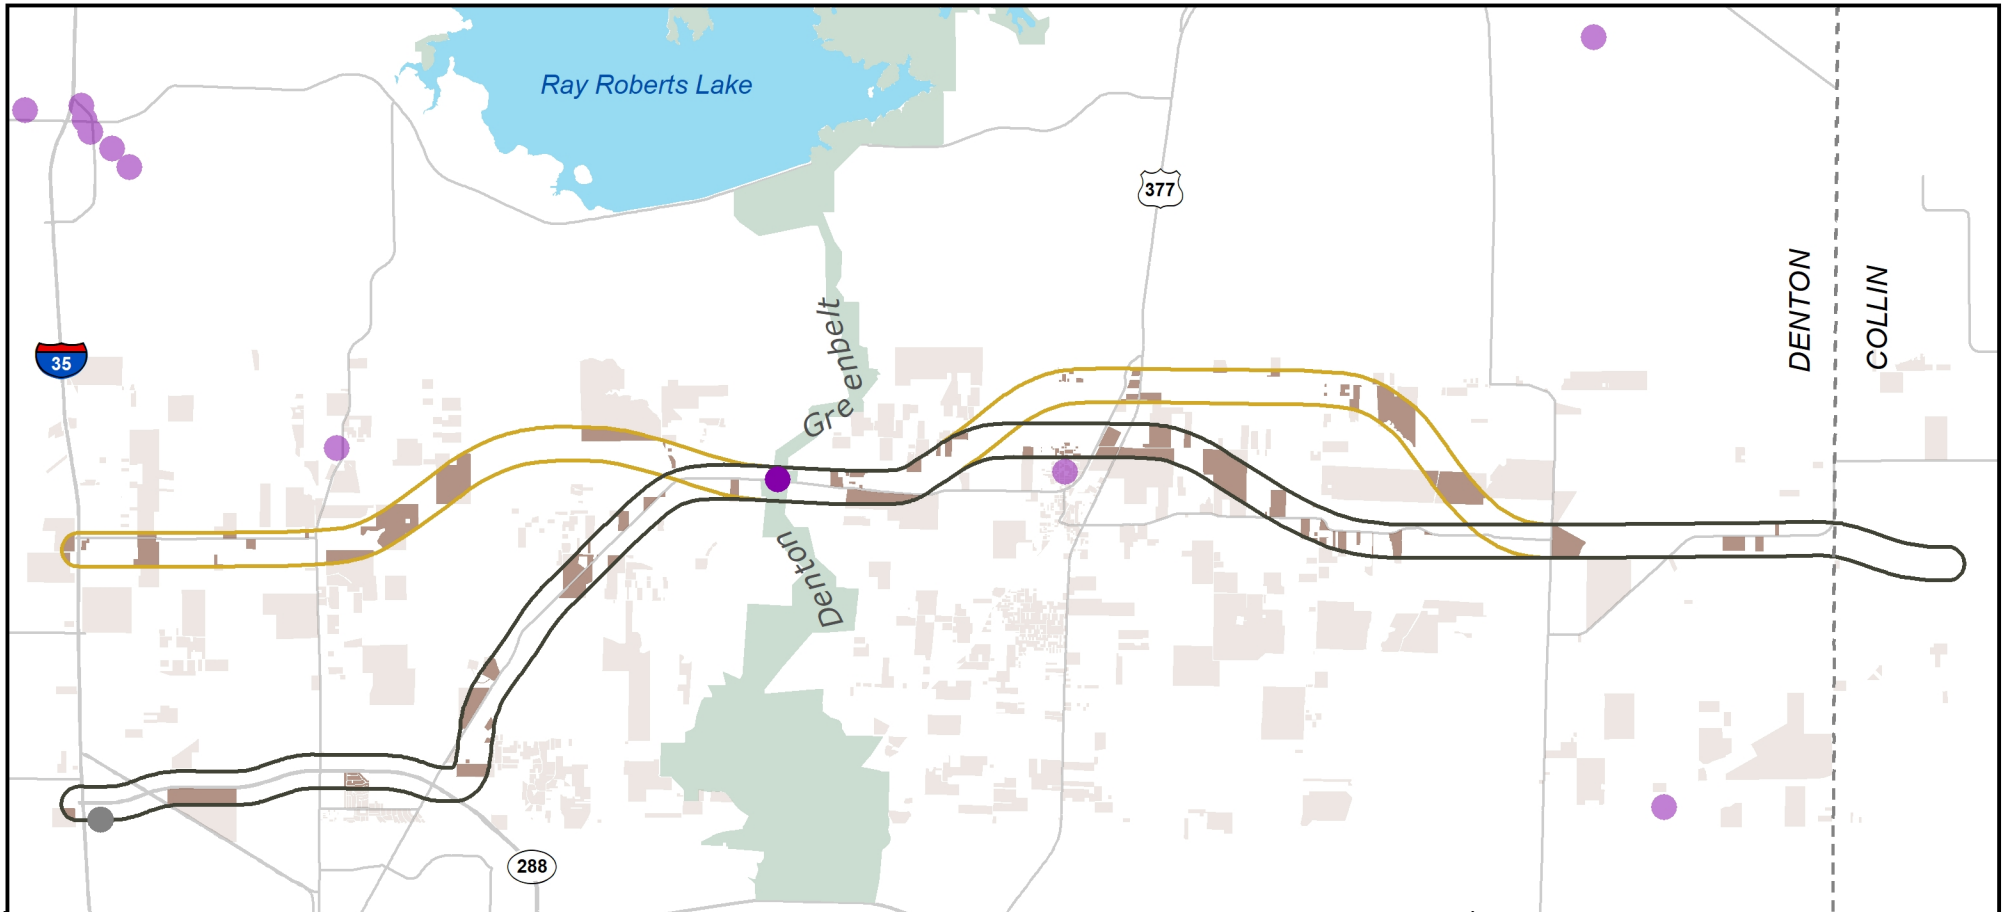 Ray Roberts Lake
377
DENTON
COLLIN
Greenbelt
35
Denton
288